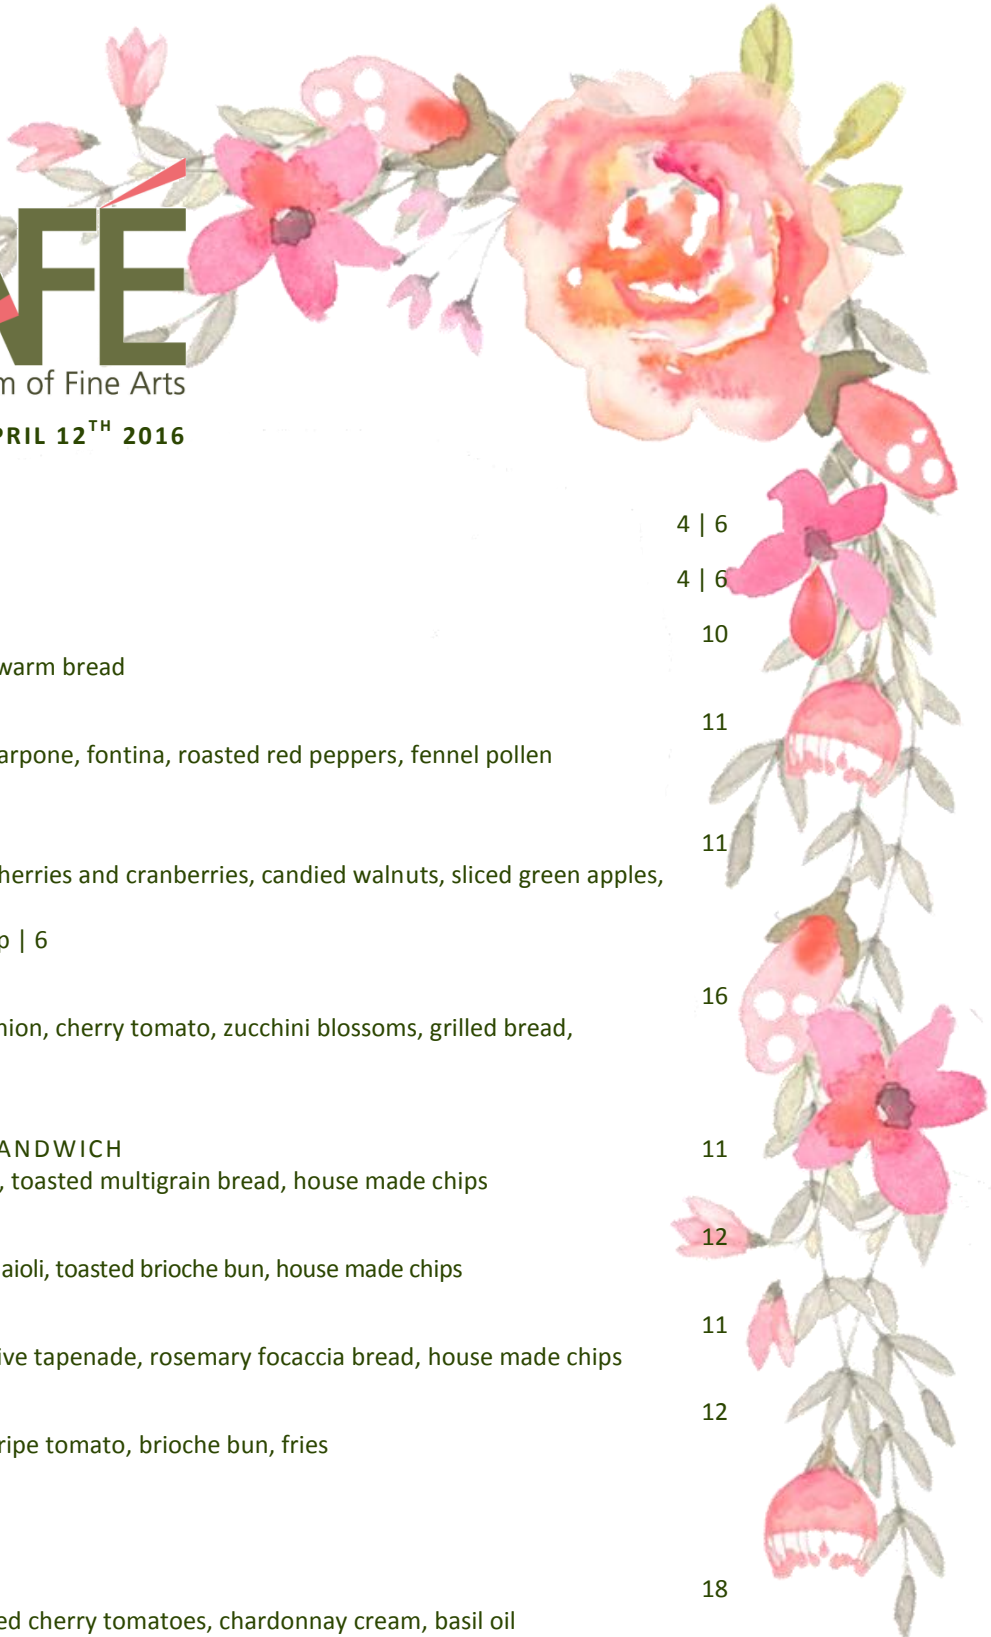 AFÉ
m of Fine Arts
PRIL 12TH 2016
4 | 6
4 | 6
10
warm bread
11
arpone, fontina, roasted red peppers, fennel pollen
11
herries and cranberries, candied walnuts, sliced green apples,
p | 6
16
nion, cherry tomato, zucchini blossoms, grilled bread,
ANDWICH 11
, toasted multigrain bread, house made chips
12
aioli, toasted brioche bun, house made chips
11
ive tapenade, rosemary focaccia bread, house made chips
12
ripe tomato, brioche bun, fries
18
ed cherry tomatoes, chardonnay cream, basil oil